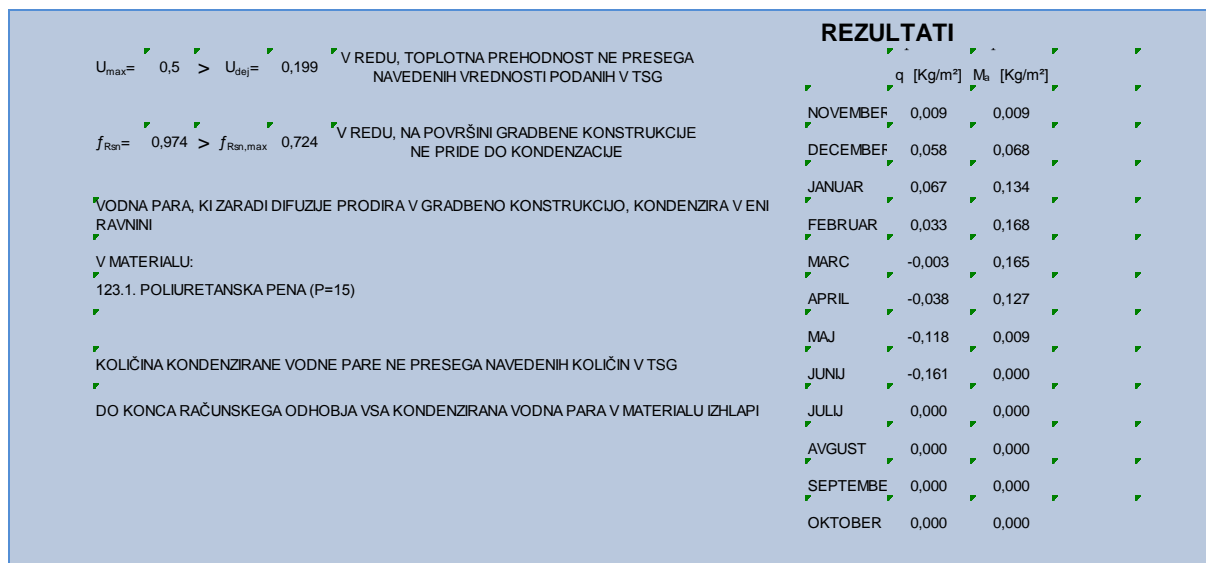 REZULTATI
Umax= 0,5 > Udej= 0,199
V REDU, TOPLOTNA PREHODNOST NE PRESEGA
NAVEDENIH VREDNOSTI PODANIH V TSG
fRsn= 0,974 > fRsn,max 0,724
V REDU, NA POVRŠINI GRADBENE KONSTRUKCIJE
NE PRIDE DO KONDENZACIJE
VODNA PARA, KI ZARADI DIFUZIJE PRODIRA V GRADBENO KONSTRUKCIJO, KONDENZIRA V ENI
RAVNINI
V MATERIALU:
123.1. POLIURETANSKA PENA (P=15)
KOLIČINA KONDENZIRANE VODNE PARE NE PRESEGA NAVEDENIH KOLIČIN V TSG
DO KONCA RAČUNSKEGA ODHOBJA VSA KONDENZIRANA VODNA PARA V MATERIALU IZHLAPI
q [Kg/m²] Ma [Kg/m²]
NOVEMBER 0,009 0,009
DECEMBER 0,058 0,068
JANUAR 0,067 0,134
FEBRUAR 0,033 0,168
MARC -0,003 0,165
APRIL -0,038 0,127
MAJ -0,118 0,009
JUNIJ -0,161 0,000
JULIJ 0,000 0,000
AVGUST 0,000 0,000
SEPTEMBE 0,000 0,000
OKTOBER 0,000 0,000